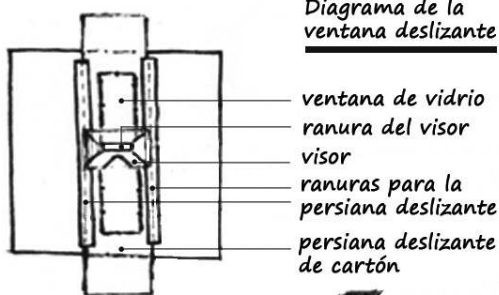 Diagrama de la
ventana deslizante
ventana de vidrio
ranura del visor
visor
ranuras para la
persiana deslizante
persiana deslizante
de cartón